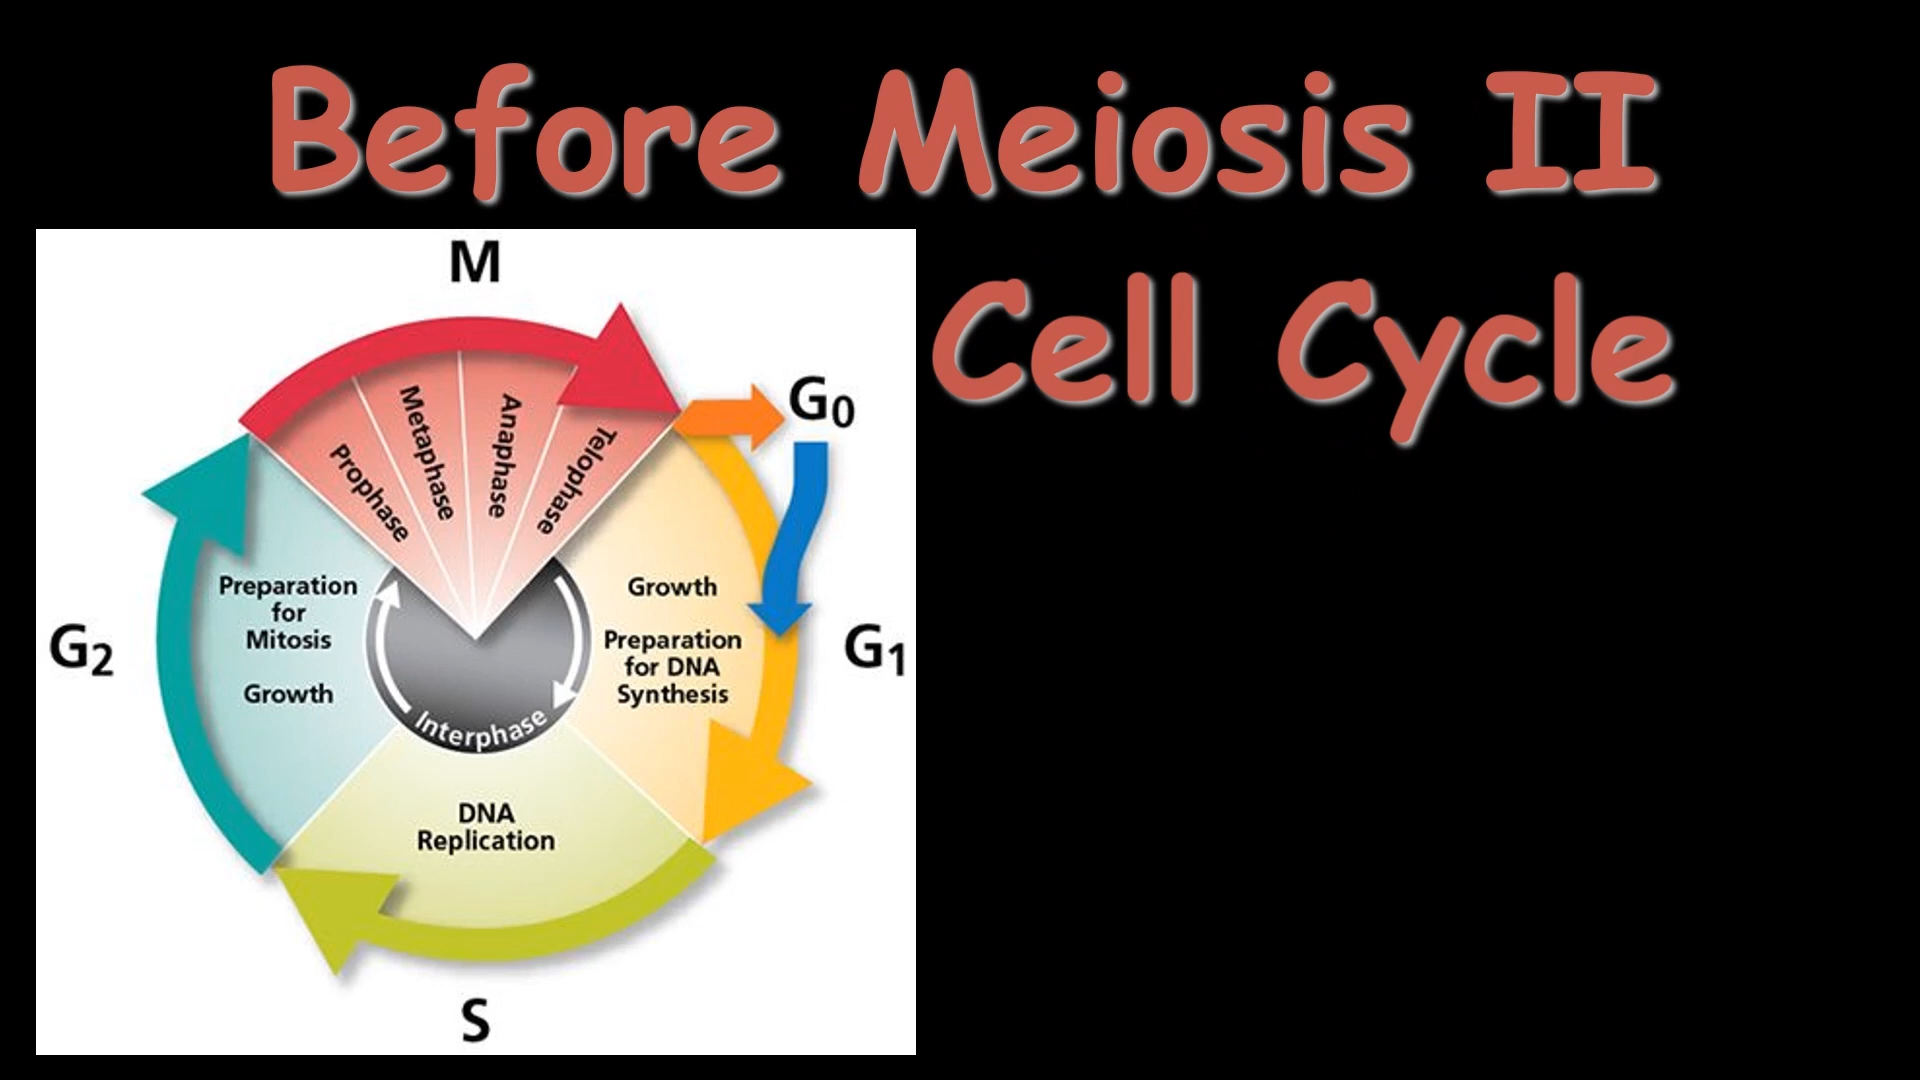 Before Meiosis II
Cell Cycle
M
Prophase
Metaphase
Anaphase
Telophase
G₀
Growth
Preparation
for DNA
Synthesis
G₁
DNA
Replication
S
Preparation
for
Mitosis
Growth
G₂
Interphase